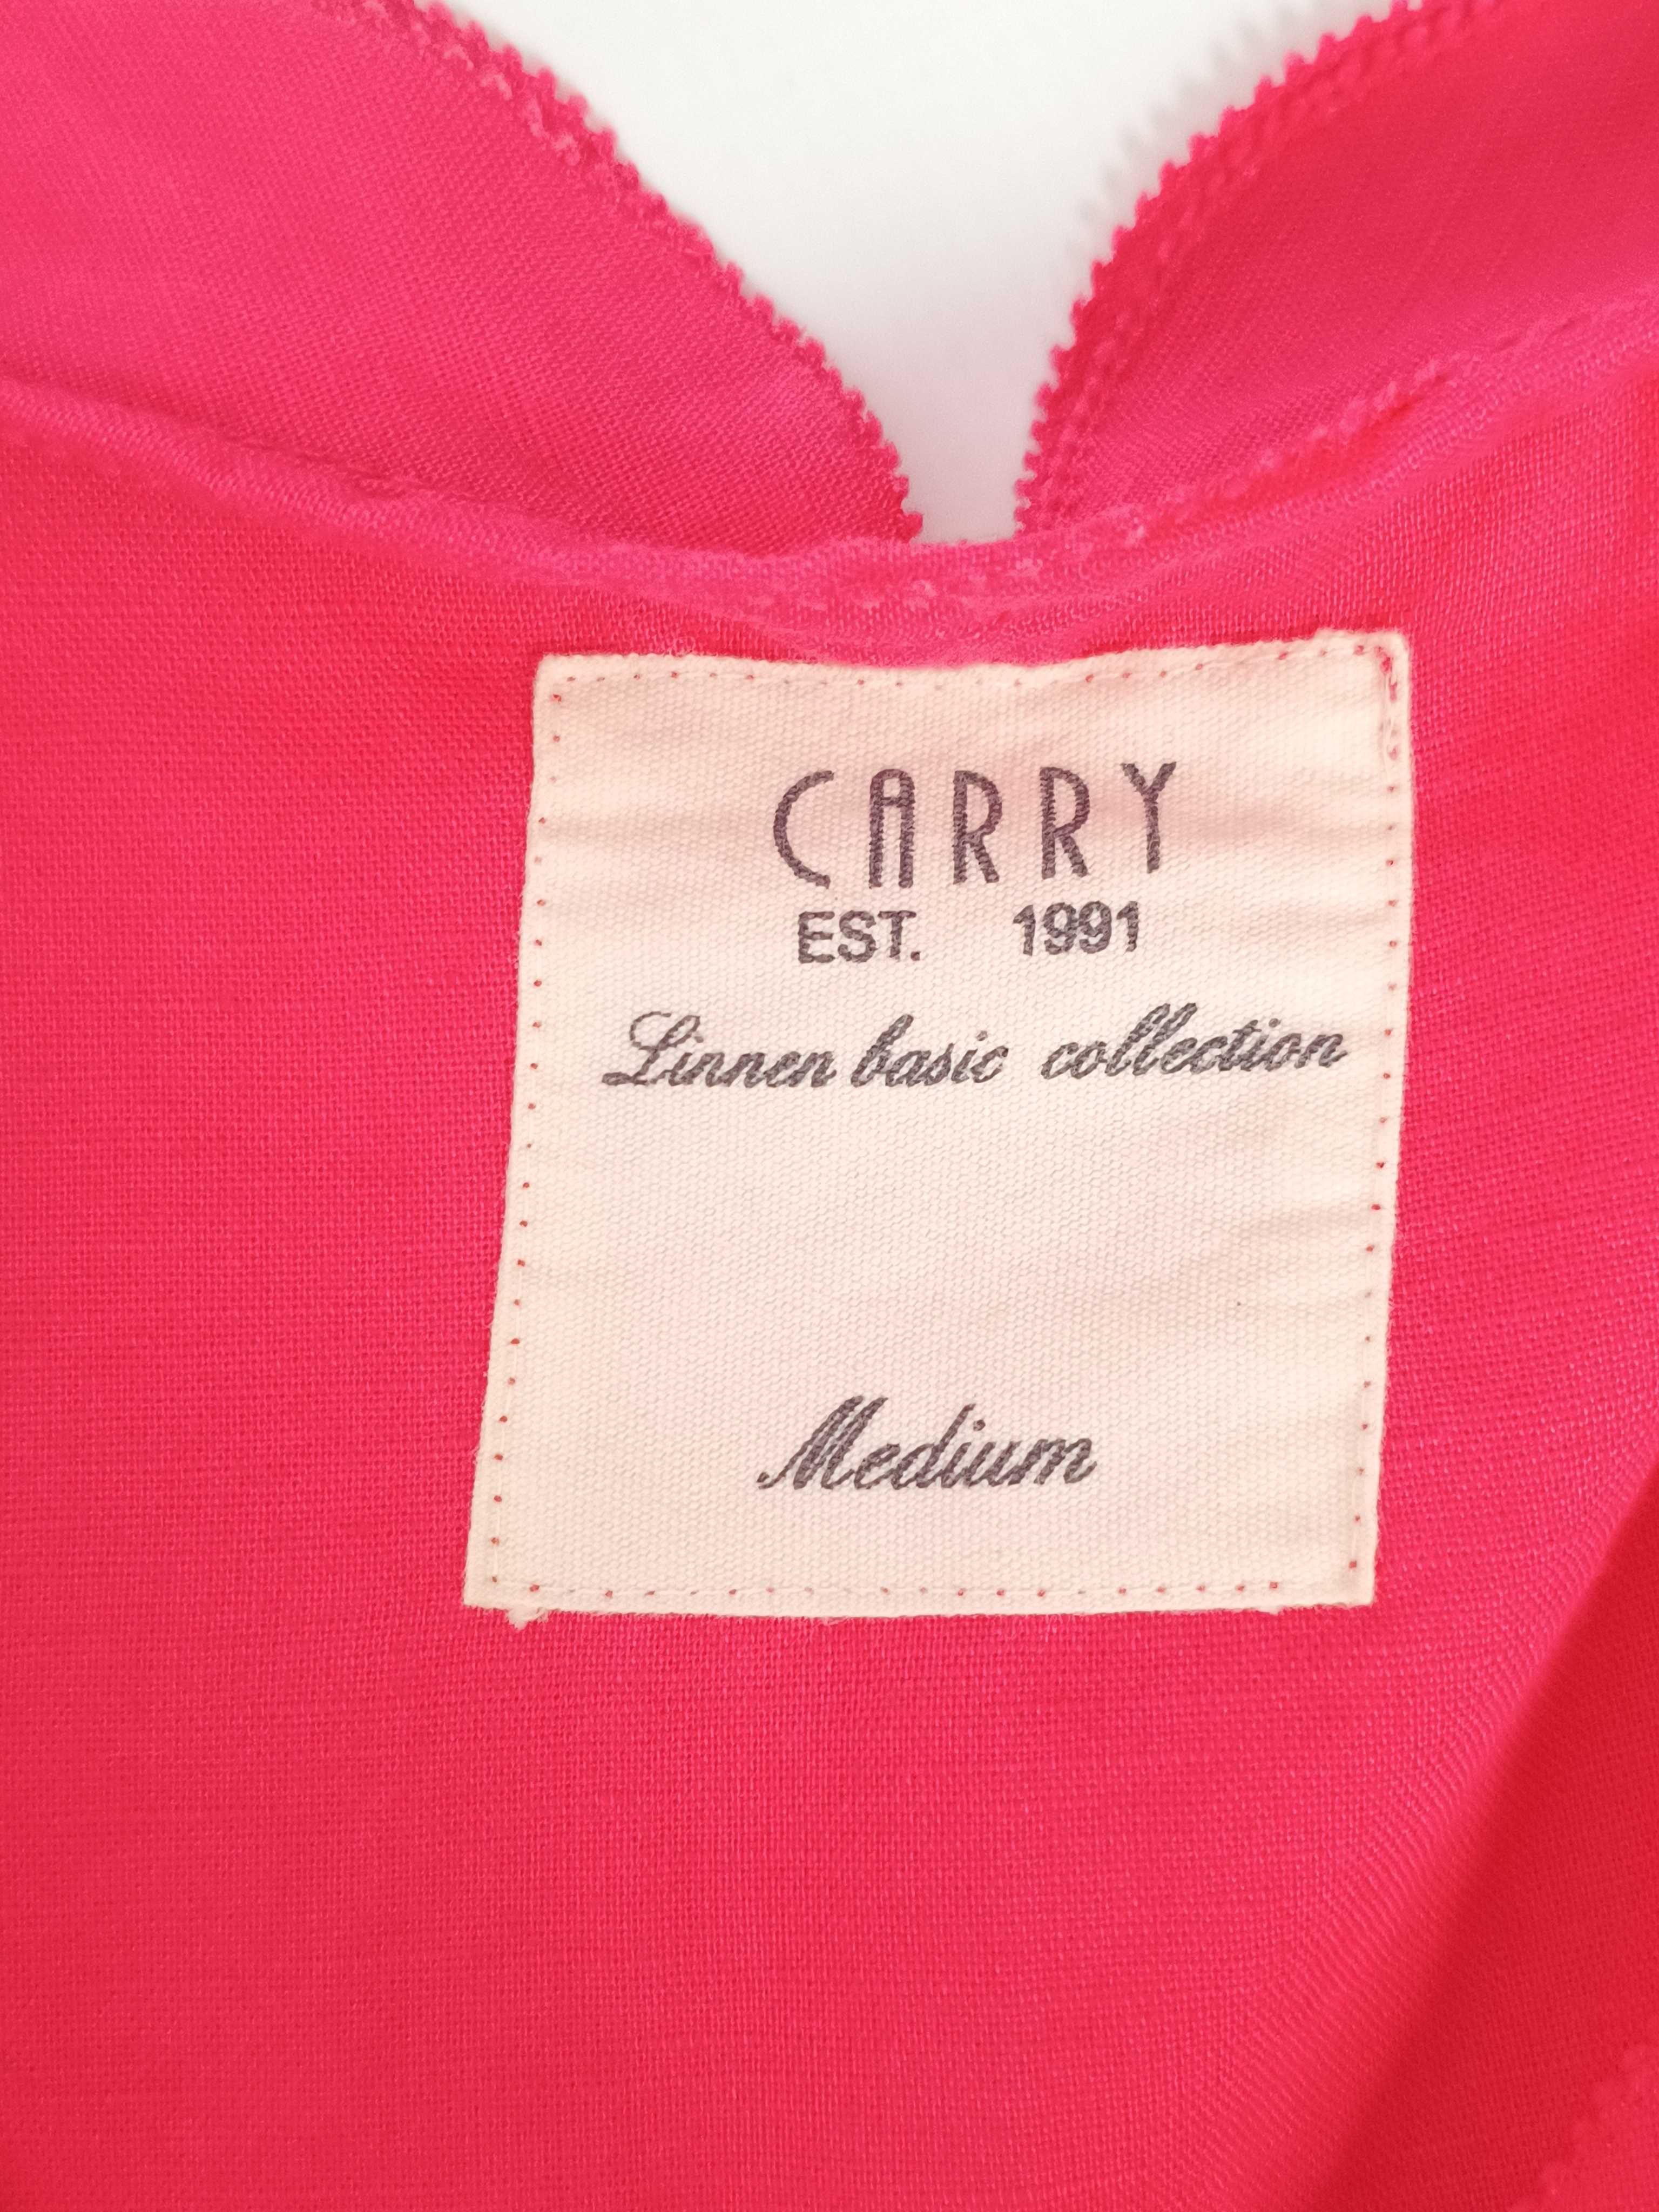 CARRY
EST. 1991
Linnen basic collection
Medium